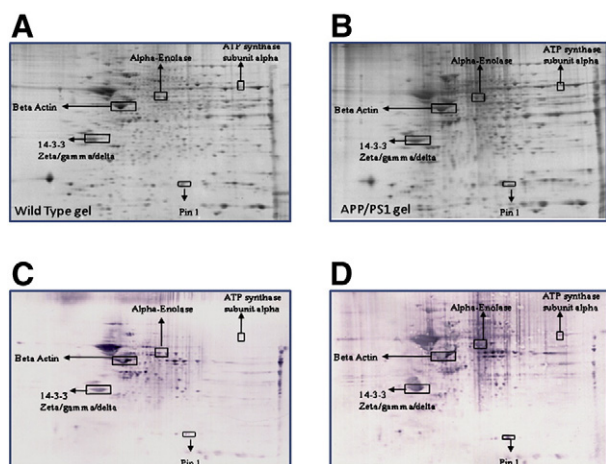 A
ATP synthase
subunit alpha
Alpha-Enolase
Beta Actin
14-3-3
Zeta/gamma/delta
Wild Type gel
Pin 1
B
ATP synthase
subunit alpha
Alpha-Enolase
Beta Actin
14-3-3
Zeta/gamma/delta
APP/PS1 gel
Pin 1
C
ATP synthase
subunit alpha
Alpha-Enolase
Beta Actin
14-3-3
Zeta/gamma/delta
Pin 1
D
ATP synthase
subunit alpha
Alpha-Enolase
Beta Actin
14-3-3
Zeta/gamma/delta
Pin 1